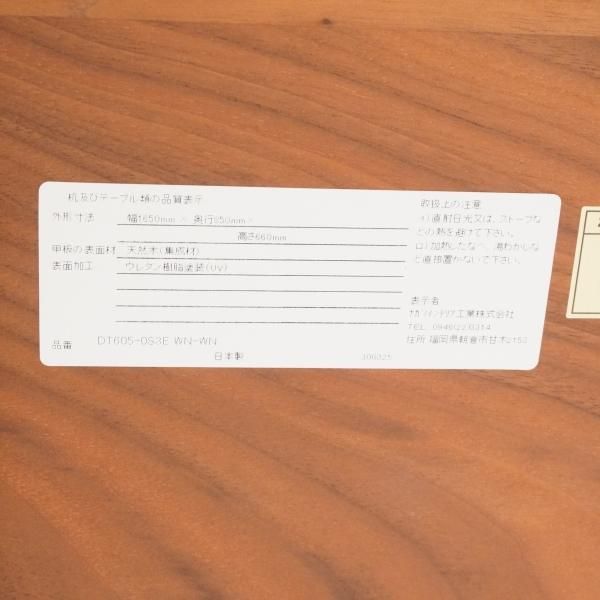 机及びテーブル類の品質表示
外形寸法 幅1650mm × 奥行850mm×
高さ660mm
甲板の表面材 天然木(集成材)
表面加工 ウレタン樹脂塗装(UV)
品番 DT605-0S3E WN-WN
日本製
取扱上の注意
イ)直射日光又は、ストーブな
どの熱を避けて下さい。
ロ)加熱したなべ、湯わかしな
ど直接置かないで下さい。
表示者
ナガノインテリア工業株式会社
TEL 0946(22)0314
住所 福岡県朝倉市甘木2153